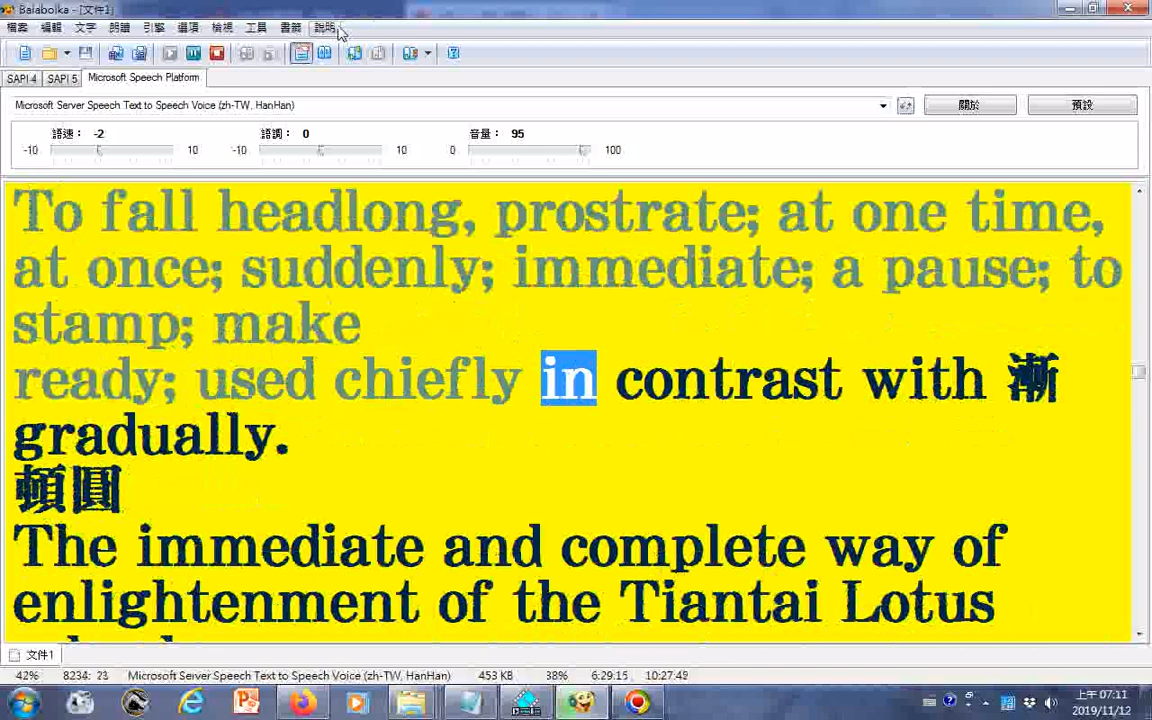 Balabolka - [文件1]
檔案 編輯 文字 朗讀 引擎 選項 檢視 工具 書籤 說明
SAPI 4 SAPI 5 Microsoft Speech Platform
Microsoft Server Speech Text to Speech Voice (zh-TW, HanHan) 關於 預設
語速： -2 語調： 0 音量： 95
-10 10 -10 10 0 100
To fall headlong, prostrate; at one time,
at once; suddenly; immediate; a pause; to
stamp; make
ready; used chiefly in contrast with 漸
gradually.
頓圓
The immediate and complete way of
enlightenment of the Tiantai Lotus
文件1
42% 8234: 23 Microsoft Server Speech Text to Speech Voice (zh-TW, HanHan) 453 KB 38% 6:29:15 10:27:49
上午 07:11
2019/11/12